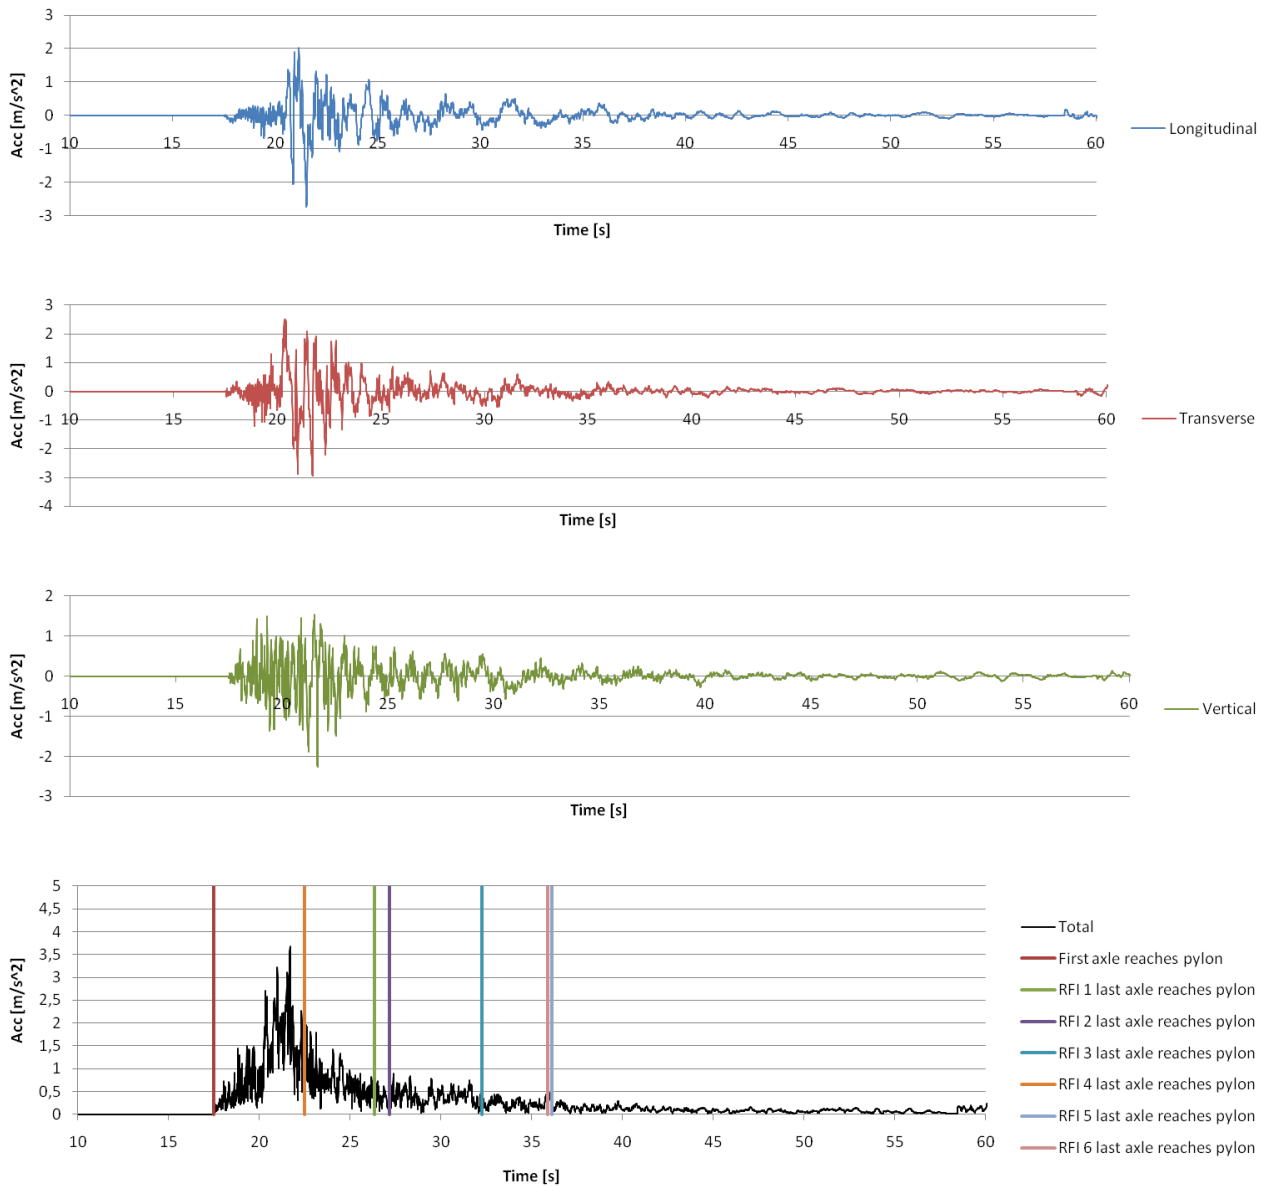 3
2
1
0
-1
-2
-3
Acc [m/s^2]
10 15 20 25 30 35 40 45 50 55 60
Time [s]
Longitudinal
3
2
1
0
-1
-2
-3
-4
Acc [m/s^2]
10 15 20 25 30 35 40 45 50 55 60
Time [s]
Transverse
2
1
0
-1
-2
-3
Acc [m/s^2]
10 15 20 25 30 35 40 45 50 55 60
Time [s]
Vertical
5
4,5
4
3,5
3
2,5
2
1,5
1
0,5
0
Acc [m/s^2]
10 15 20 25 30 35 40 45 50 55 60
Time [s]
Total
First axle reaches pylon
RFI 1 last axle reaches pylon
RFI 2 last axle reaches pylon
RFI 3 last axle reaches pylon
RFI 4 last axle reaches pylon
RFI 5 last axle reaches pylon
RFI 6 last axle reaches pylon